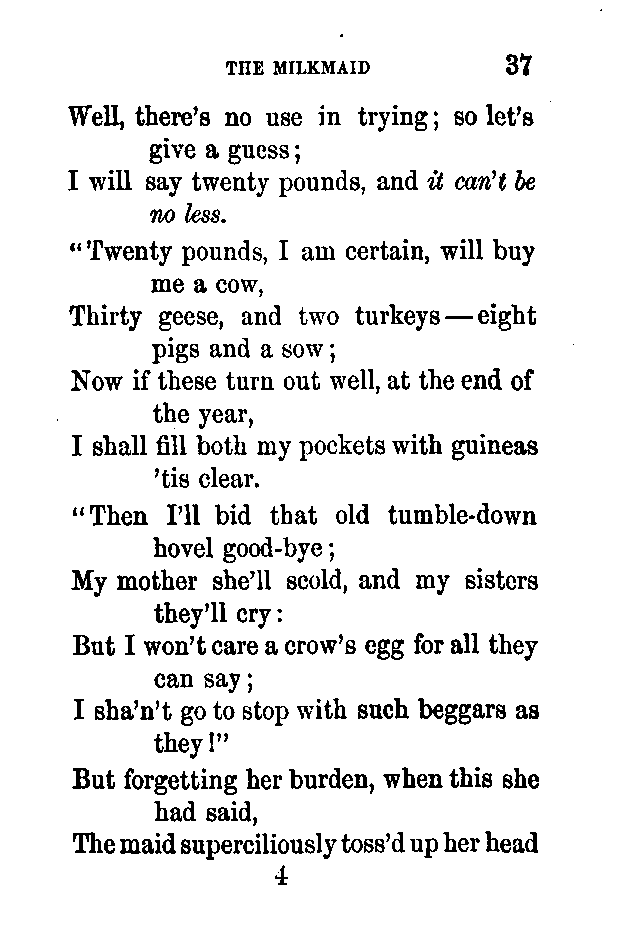 THE MILKMAID 37
Well, there's no use in trying; so let's
give a guess;
I will say twenty pounds, and it can't be
no less.
"'Twenty pounds, I am certain, will buy
me a cow,
Thirty geese, and two turkeys—eight
pigs and a sow;
Now if these turn out well, at the end of
the year,
I shall fill both my pockets with guineas
'tis clear.
"Then I'll bid that old tumble-down
hovel good-bye;
My mother she'll scold, and my sisters
they'll cry:
But I won't care a crow's egg for all they
can say;
I sha'n't go to stop with such beggars as
they!"
But forgetting her burden, when this she
had said,
The maid superciliously toss'd up her head
4